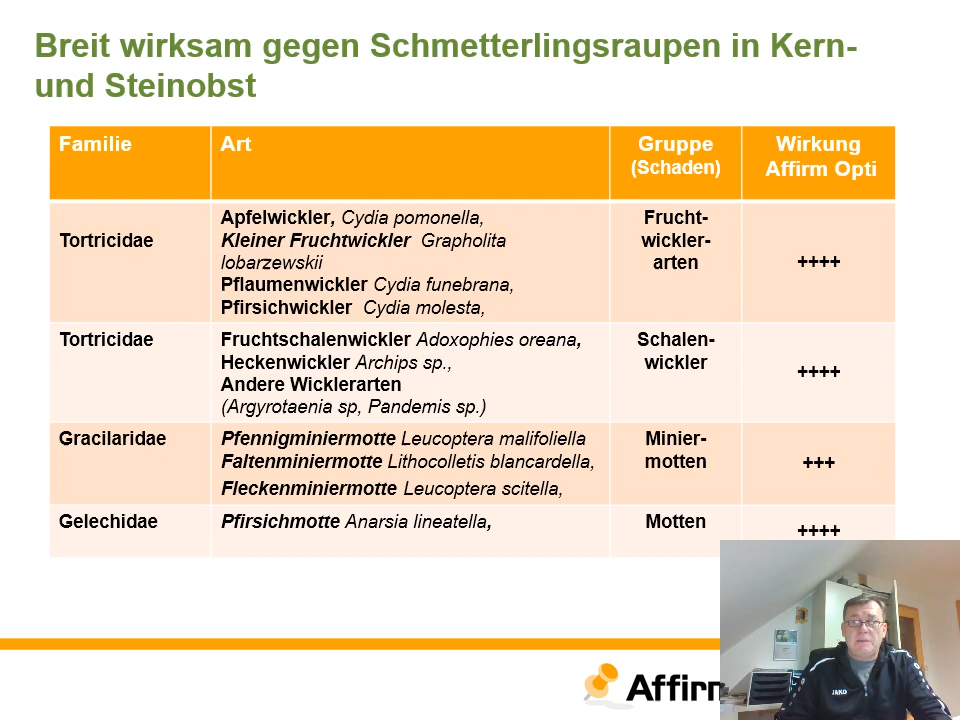 Breit wirksam gegen Schmetterlingsraupen in Kern-
und Steinobst
Familie
Art
Gruppe
(Schaden)
Wirkung
Affirm Opti
Tortricidae
Apfelwickler, Cydia pomonella,
Kleiner Fruchtwickler Grapholita
lobarzewskii
Pflaumenwickler Cydia funebrana,
Pfirsichwickler Cydia molesta,
Frucht-
wickler-
arten
++++
Tortricidae
Fruchtschalenwickler Adoxophies oreana,
Heckenwickler Archips sp.,
Andere Wicklerarten
(Argyrotaenia sp, Pandemis sp.)
Schalen-
wickler
++++
Gracilaridae
Pfennigminiermotte Leucoptera malifoliella
Faltenminiermotte Lithocolletis blancardella,
Fleckenminiermotte Leucoptera scitella,
Minier-
motten
+++
Gelechidae
Pfirsichmotte Anarsia lineatella,
Motten
++++
Affirm
JAKO